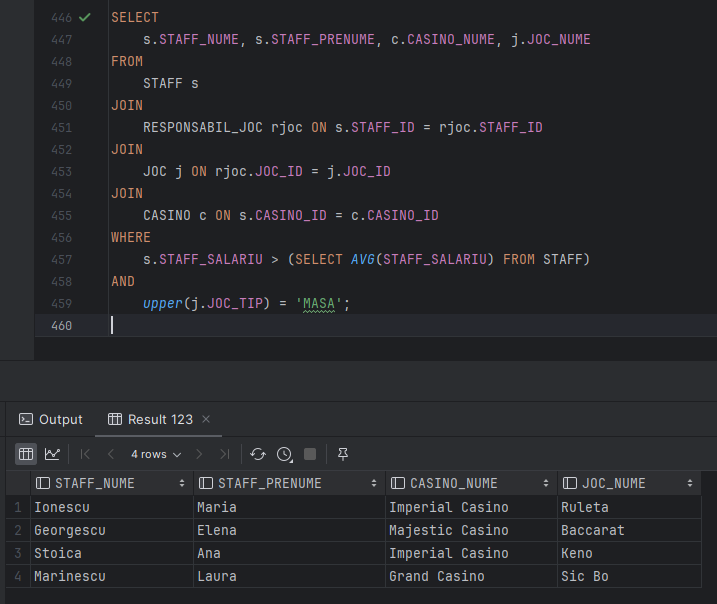 446 SELECT
447 s.STAFF_NUME, s.STAFF_PRENUME, c.CASINO_NUME, j.JOC_NUME
448 FROM
449 STAFF s
450 JOIN
451 RESPONSABIL_JOC rjoc ON s.STAFF_ID = rjoc.STAFF_ID
452 JOIN
453 JOC j ON rjoc.JOC_ID = j.JOC_ID
454 JOIN
455 CASINO c ON s.CASINO_ID = c.CASINO_ID
456 WHERE
457 s.STAFF_SALARIU > (SELECT AVG(STAFF_SALARIU) FROM STAFF)
458 AND
459 upper(j.JOC_TIP) = 'MASA';
460
Output Result 123
4 rows
STAFF_NUME STAFF_PRENUME CASINO_NUME JOC_NUME
1 Ionescu Maria Imperial Casino Ruleta
2 Georgescu Elena Majestic Casino Baccarat
3 Stoica Ana Imperial Casino Keno
4 Marinescu Laura Grand Casino Sic Bo